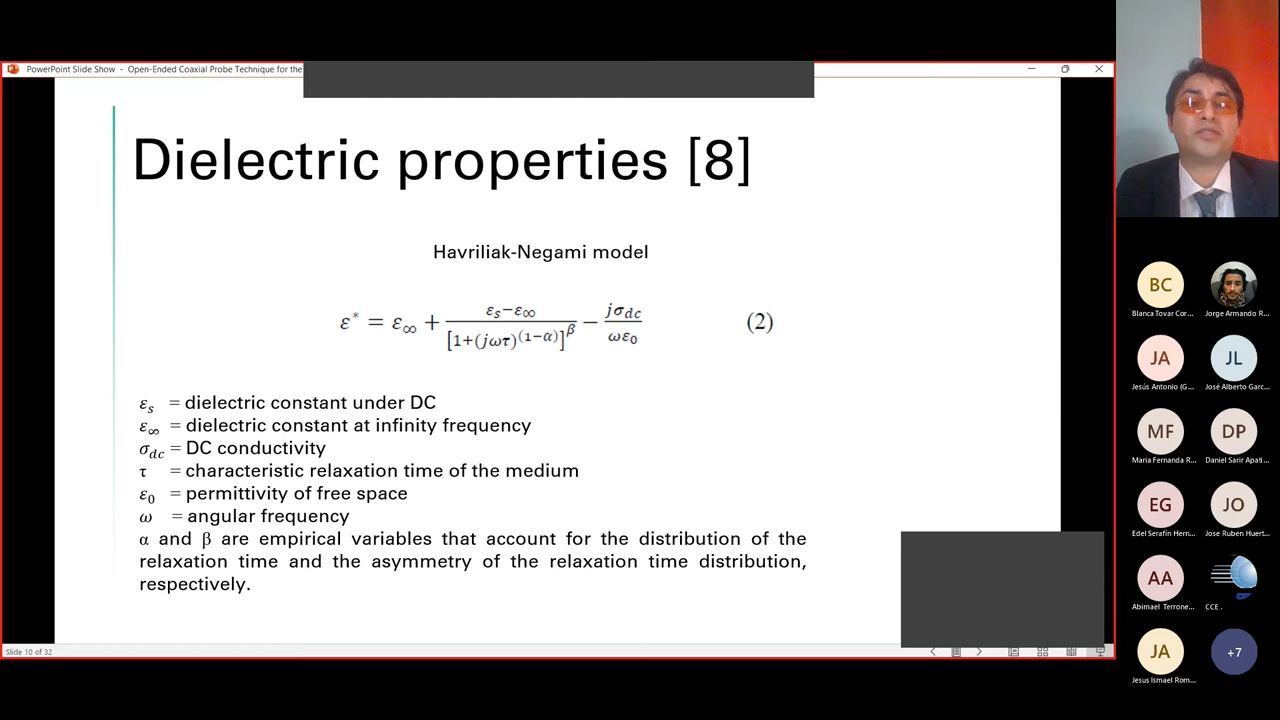 PowerPoint Slide Show - Open-Ended Coaxial Probe Technique for the
Dielectric properties [8]
Havriliak-Negami model
ε* = ε∞ + (εs−ε∞)/[1+(jωτ)^(1−α)]^β − jσdc/ωε0 (2)
εs = dielectric constant under DC
ε∞ = dielectric constant at infinity frequency
σdc = DC conductivity
τ = characteristic relaxation time of the medium
ε0 = permittivity of free space
ω = angular frequency
α and β are empirical variables that account for the distribution of the
relaxation time and the asymmetry of the relaxation time distribution,
respectively.
Slide 10 of 32
BC
Blanca Tovar Cor...
Jorge Armando R...
JA
Jesús Antonio (G...
JL
José Alberto Garc...
MF
María Fernanda R...
DP
Daniel Sarir Apati...
EG
Edel Serafín Hern...
JO
Jose Ruben Huert...
AA
Abimael Terrone...
CCE .
JA
Jesus Ismael Rom...
+7